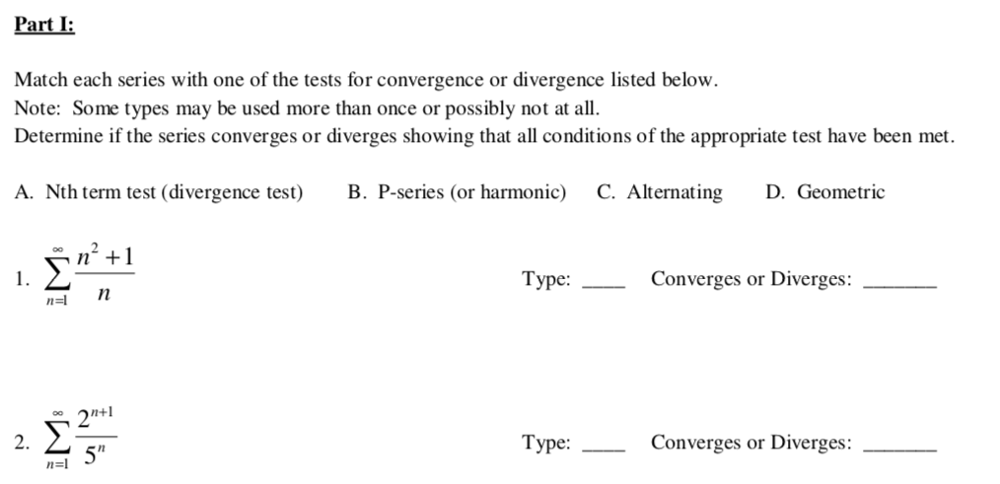 Part I:
Match each series with one of the tests for convergence or divergence listed below.
Note: Some types may be used more than once or possibly not at all.
Determine if the series converges or diverges showing that all conditions of the appropriate test have been met.
A. Nth term test (divergence test) B. P-series (or harmonic) C. Alternating D. Geometric
1. $\sum_{n=1}^{\infty} \frac{n^2+1}{n}$ Type: ____ Converges or Diverges: _______
2. $\sum_{n=1}^{\infty} \frac{2^{n+1}}{5^n}$ Type: ____ Converges or Diverges: _______